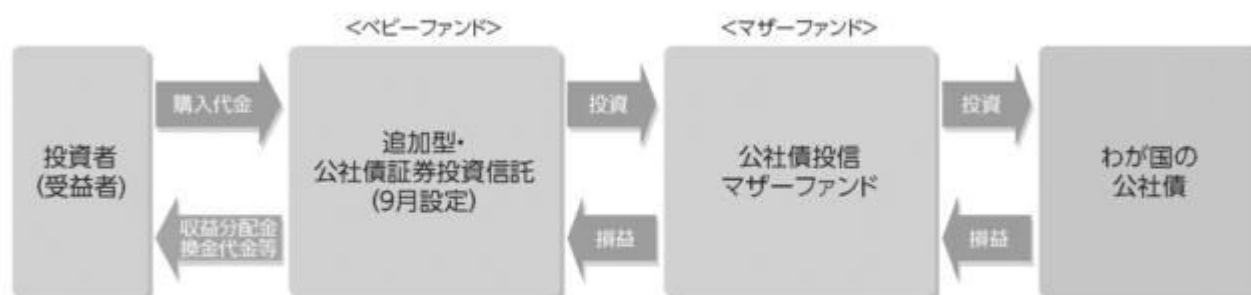 <ベビーファンド>
<マザーファンド>
投資者
(受益者)
購入代金
収益分配金
換金代金等
追加型・
公社債証券投資信託
(9月設定)
投資
損益
公社債投信
マザーファンド
投資
損益
わが国の
公社債